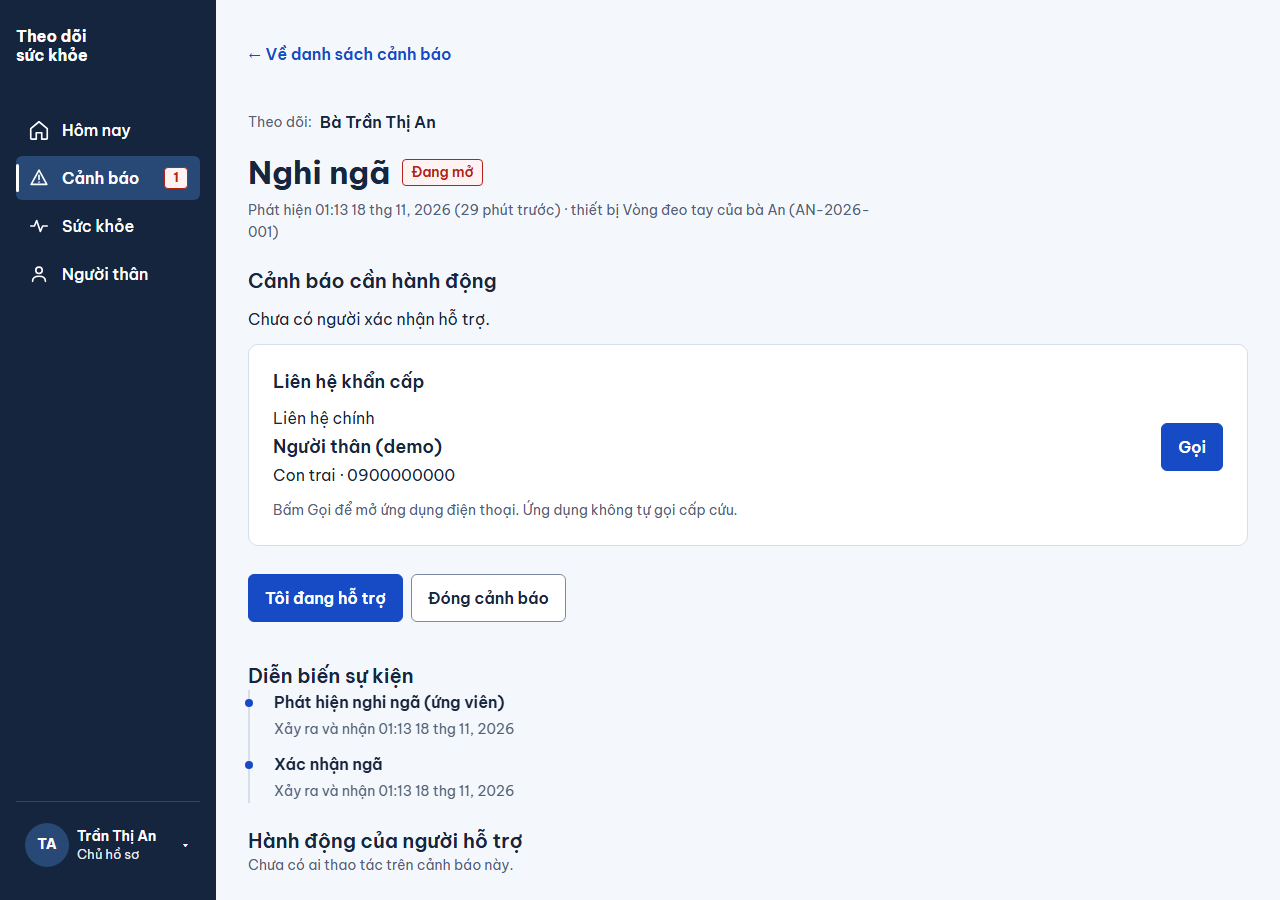 Theo dõi
sức khỏe
Hôm nay
Cảnh báo 1
Sức khỏe
Người thân
Trần Thị An
TA
Chủ hồ sơ
← Về danh sách cảnh báo
Theo dõi: Bà Trần Thị An
Nghi ngã Đang mở
Phát hiện 01:13 18 thg 11, 2026 (29 phút trước) · thiết bị Vòng đeo tay của bà An (AN-2026-
001)
Cảnh báo cần hành động
Chưa có người xác nhận hỗ trợ.
Liên hệ khẩn cấp
Liên hệ chính
Người thân (demo)
Con trai · 0900000000
Bấm Gọi để mở ứng dụng điện thoại. Ứng dụng không tự gọi cấp cứu.
Gọi
Tôi đang hỗ trợ
Đóng cảnh báo
Diễn biến sự kiện
Phát hiện nghi ngã (ứng viên)
Xảy ra và nhận 01:13 18 thg 11, 2026
Xác nhận ngã
Xảy ra và nhận 01:13 18 thg 11, 2026
Hành động của người hỗ trợ
Chưa có ai thao tác trên cảnh báo này.